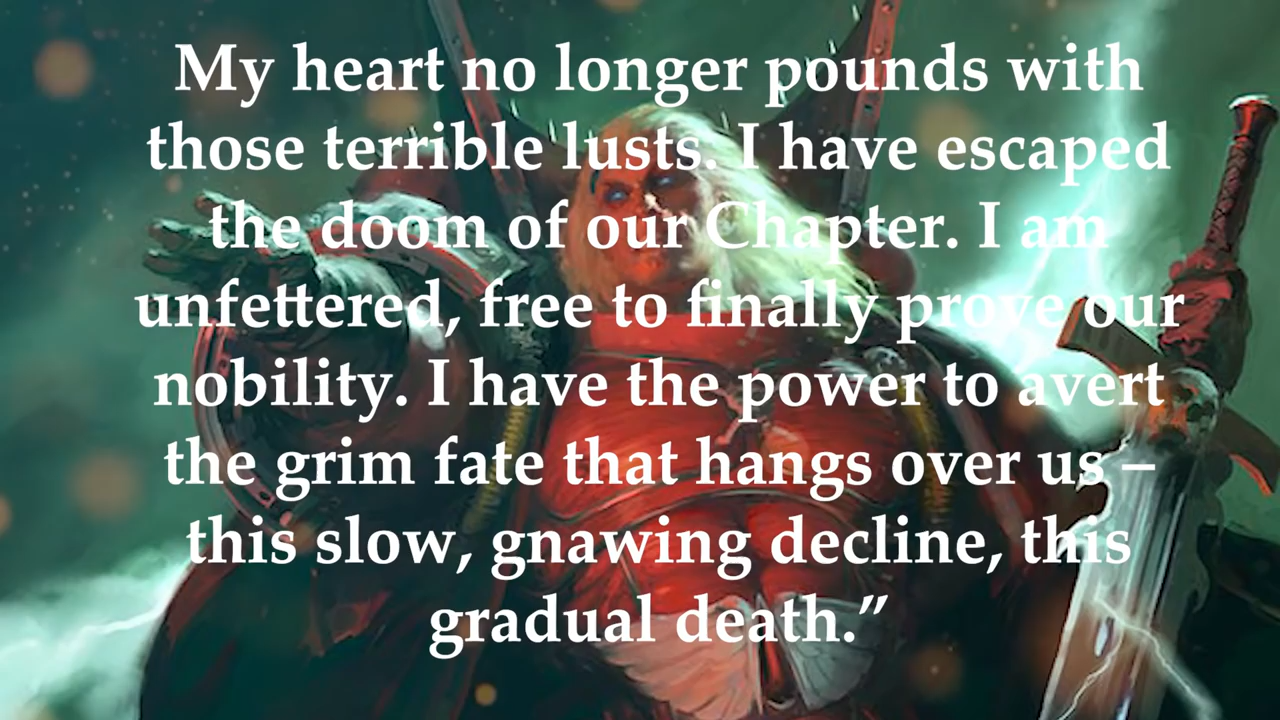 My heart no longer pounds with
those terrible lusts. I have escaped
the doom of our Chapter. I am
unfettered, free to finally prove our
nobility. I have the power to avert
the grim fate that hangs over us –
this slow, gnawing decline, this
gradual death.”